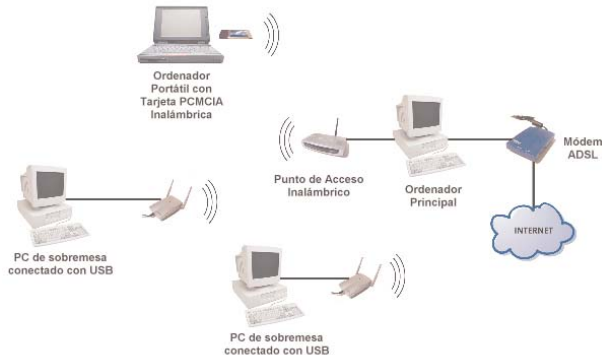 Ordenador
Portátil con
Tarjeta PCMCIA
Inalámbrica
Punto de Acceso
Inalámbrico
Ordenador
Principal
Módem
ADSL
INTERNET
PC de sobremesa
conectado con USB
PC de sobremesa
conectado con USB